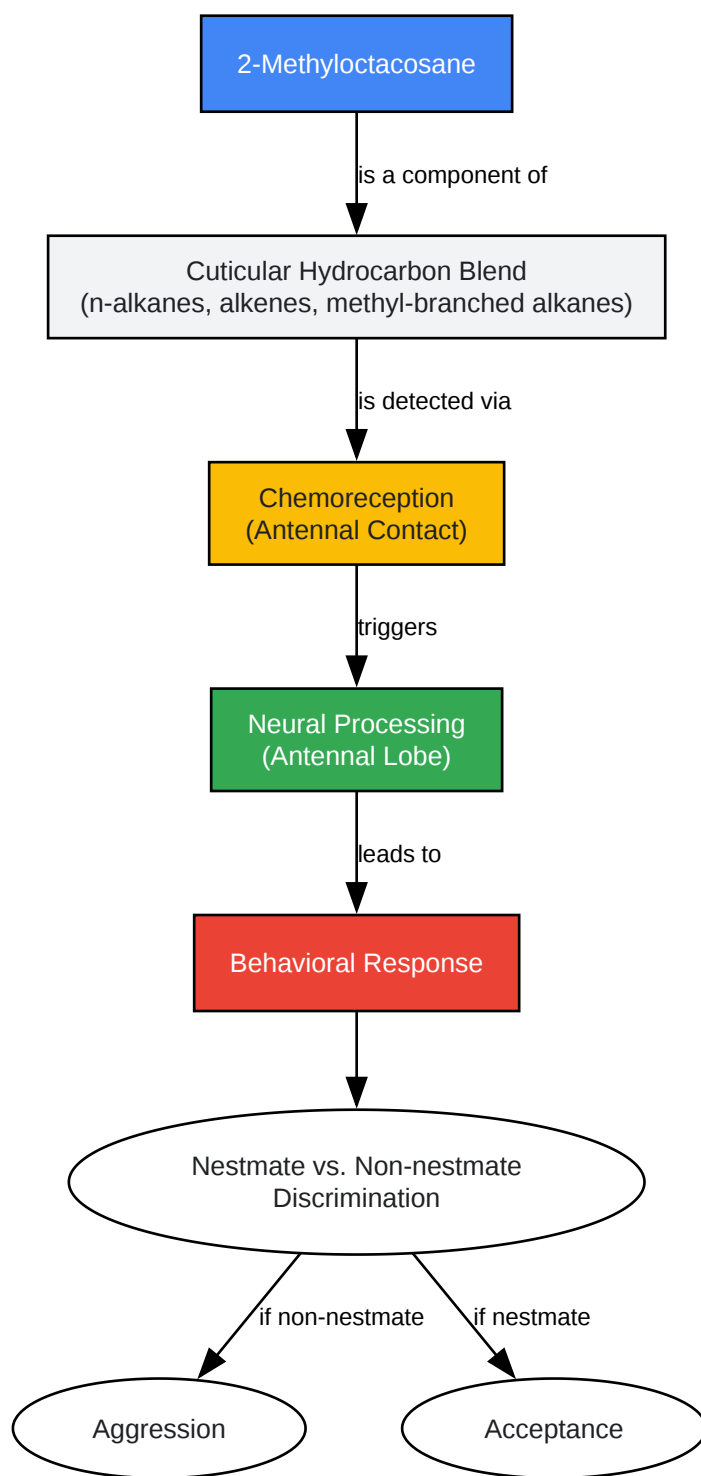 2-Methyloctacosane
is a component of
Cuticular Hydrocarbon Blend
(n-alkanes, alkenes, methyl-branched alkanes)
is detected via
Chemoreception
(Antennal Contact)
triggers
Neural Processing
(Antennal Lobe)
leads to
Behavioral Response
Nestmate vs. Non-nestmate
Discrimination
if non-nestmate
if nestmate
Aggression
Acceptance